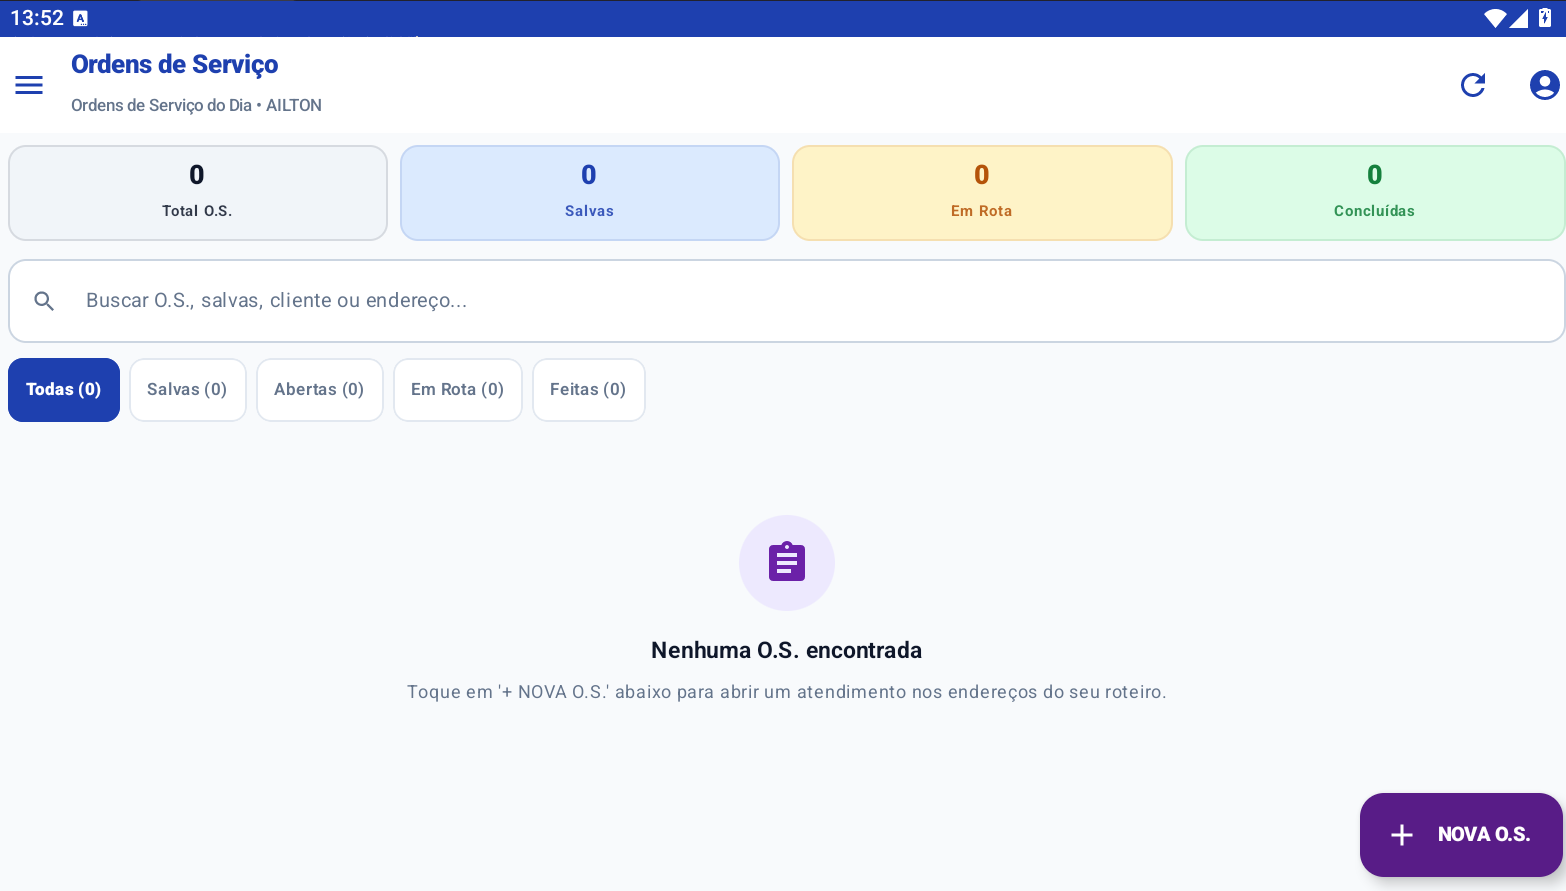 13:52
Ordens de Serviço
Ordens de Serviço do Dia • AILTON
0
Total O.S.
0
Salvas
0
Em Rota
0
Concluídas
Buscar O.S., salvas, cliente ou endereço...
Todas (0)
Salvas (0)
Abertas (0)
Em Rota (0)
Feitas (0)
Nenhuma O.S. encontrada
Toque em '+ NOVA O.S.' abaixo para abrir um atendimento nos endereços do seu roteiro.
NOVA O.S.